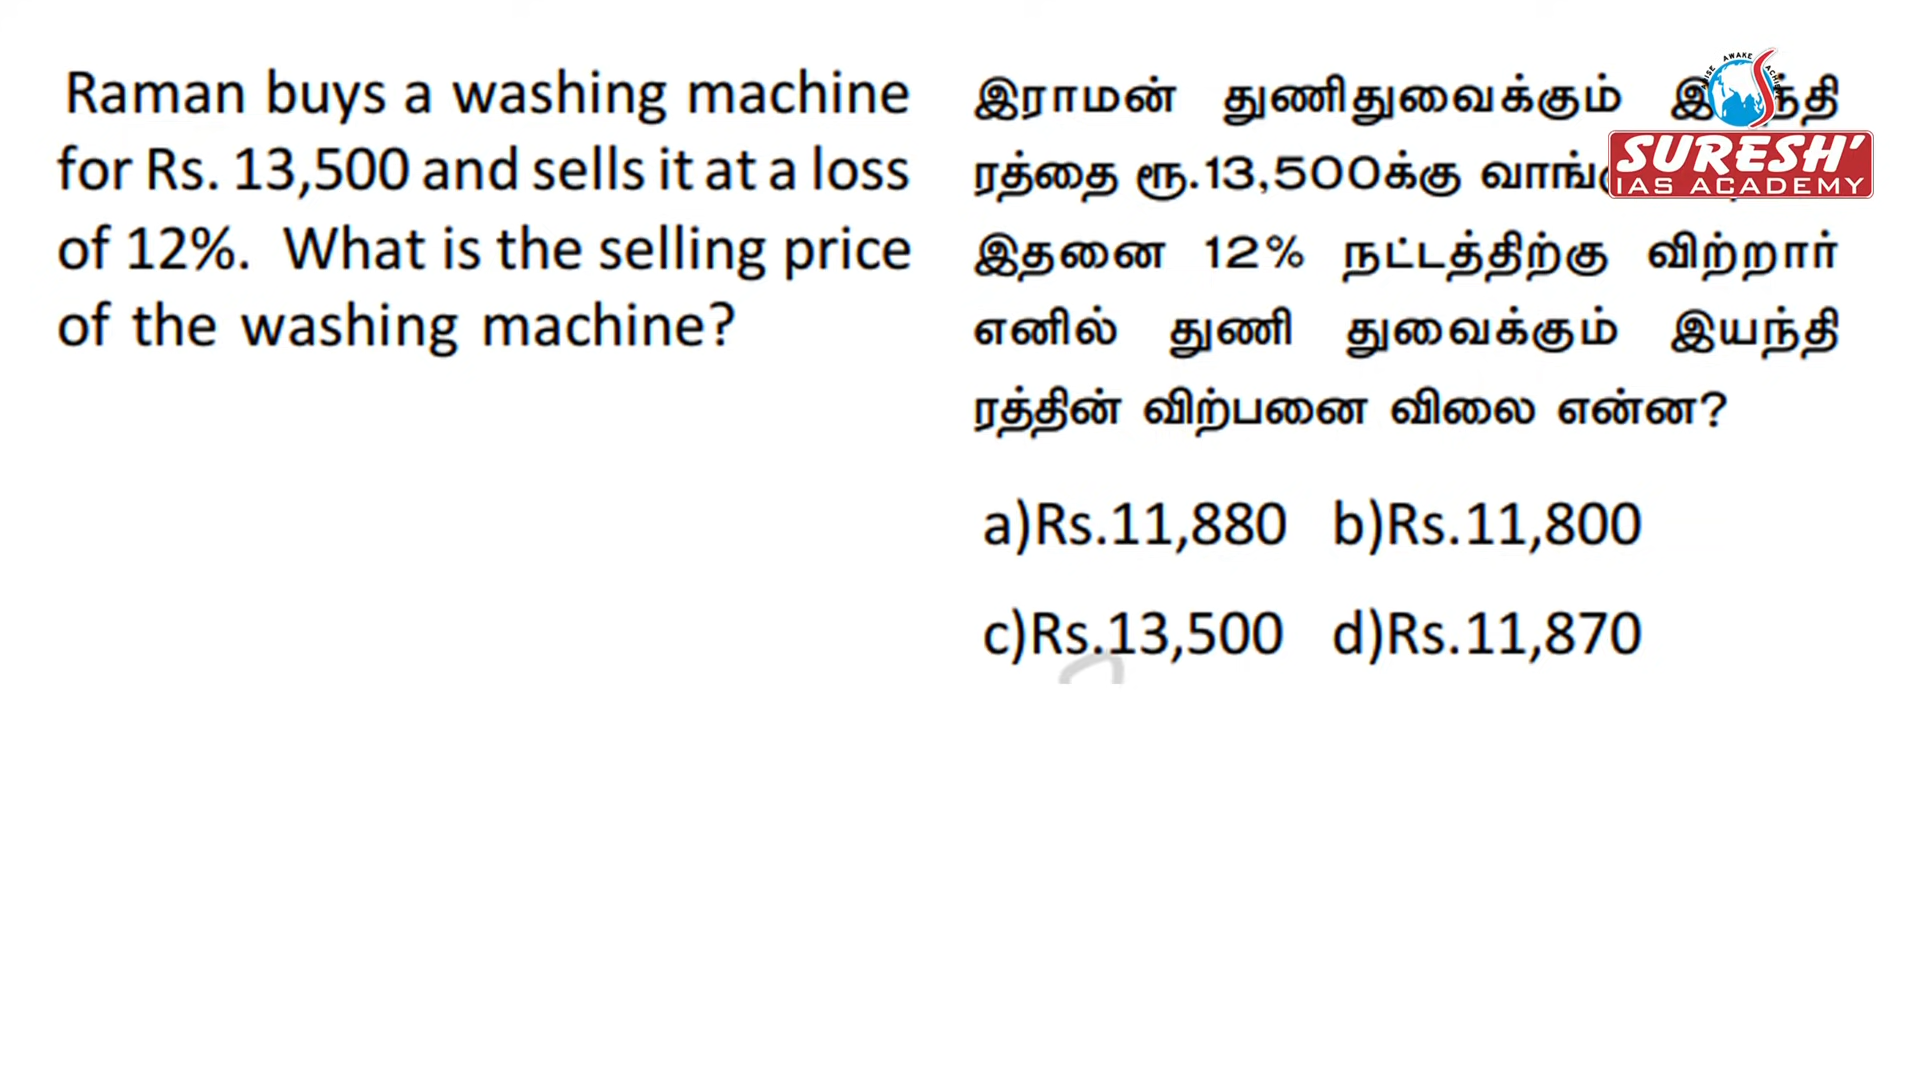 Raman buys a washing machine
for Rs. 13,500 and sells it at a loss
of 12%. What is the selling price
of the washing machine?
இராமன் துணிதுவைக்கும்
ரத்தை ரூ.13,500க்கு
இதனை 12% நட்டத்திற்கு விற்றார்
எனில் துணி துவைக்கும் இயந்தி
ரத்தின் விற்பனை விலை என்ன?
a)Rs.11,880 b)Rs.11,800
c)Rs.13,500 d)Rs.11,870
ARISE AWAKE ACHIEVE
SURESH'
IAS ACADEMY